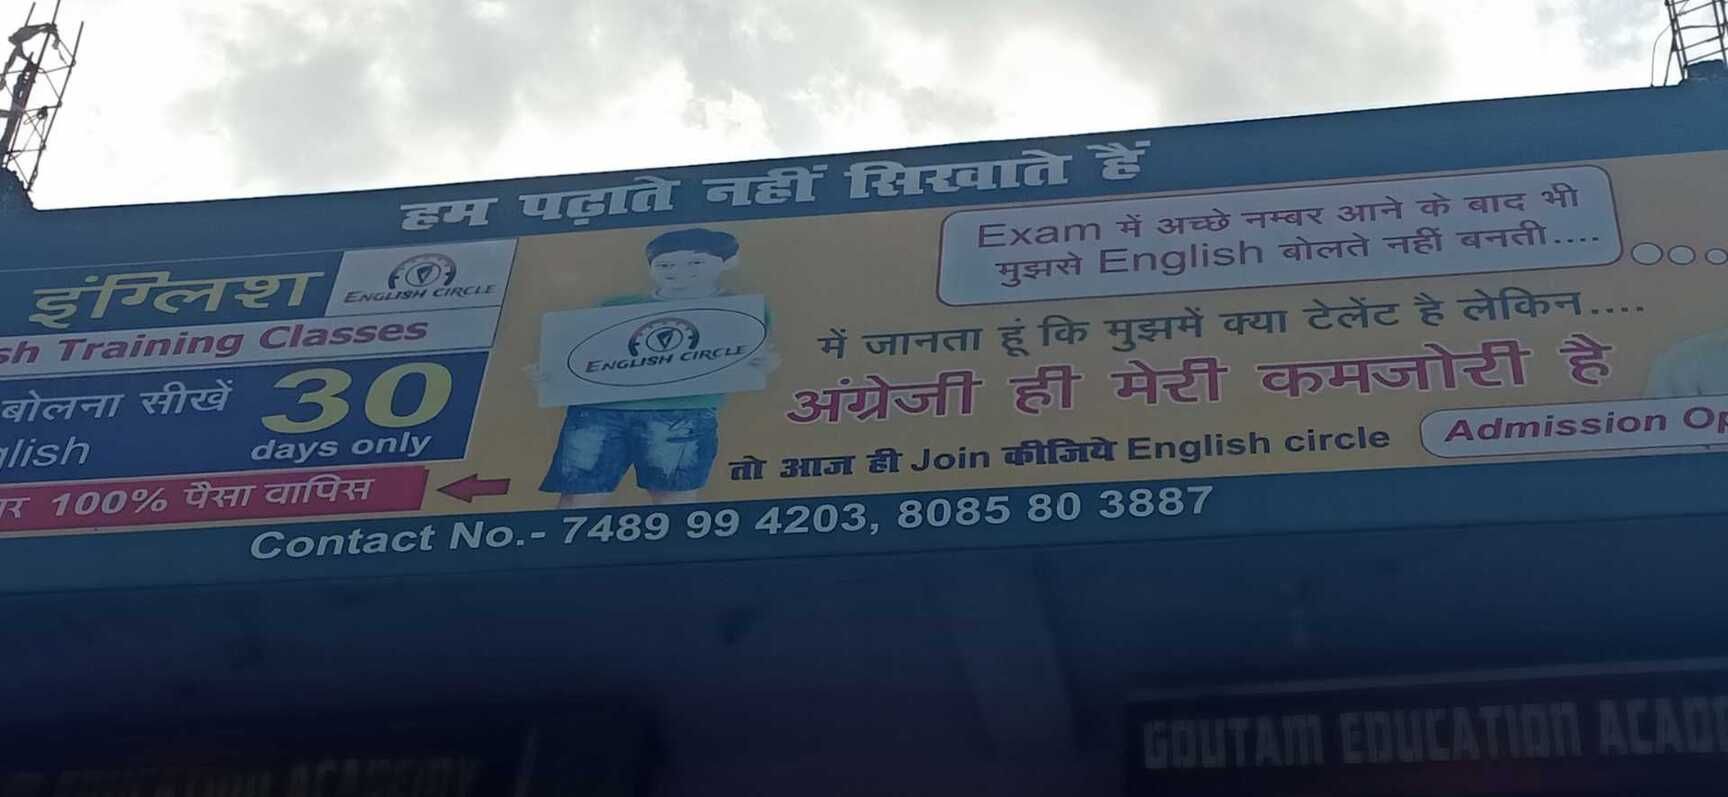 हम पढ़ाते नहीं सिखाते हैं
इंग्लिश
ENGLISH CIRCLE
sh Training Classes
बोलना सीखें 30
glish
days only
100% पैसा वापिस
ENGLISH CIRCLE
Exam में अच्छे नम्बर आने के बाद भी
मुझसे English बोलते नहीं बनती....
में जानता हूं कि मुझमें क्या टेलेंट है लेकिन....
अंग्रेजी ही मेरी कमजोरी है
तो आज ही Join कीजिये English circle
Admission Op
Contact No.- 7489 99 4203, 8085 80 3887
GOUTAM EDUCATION ACAD
ACADEMY